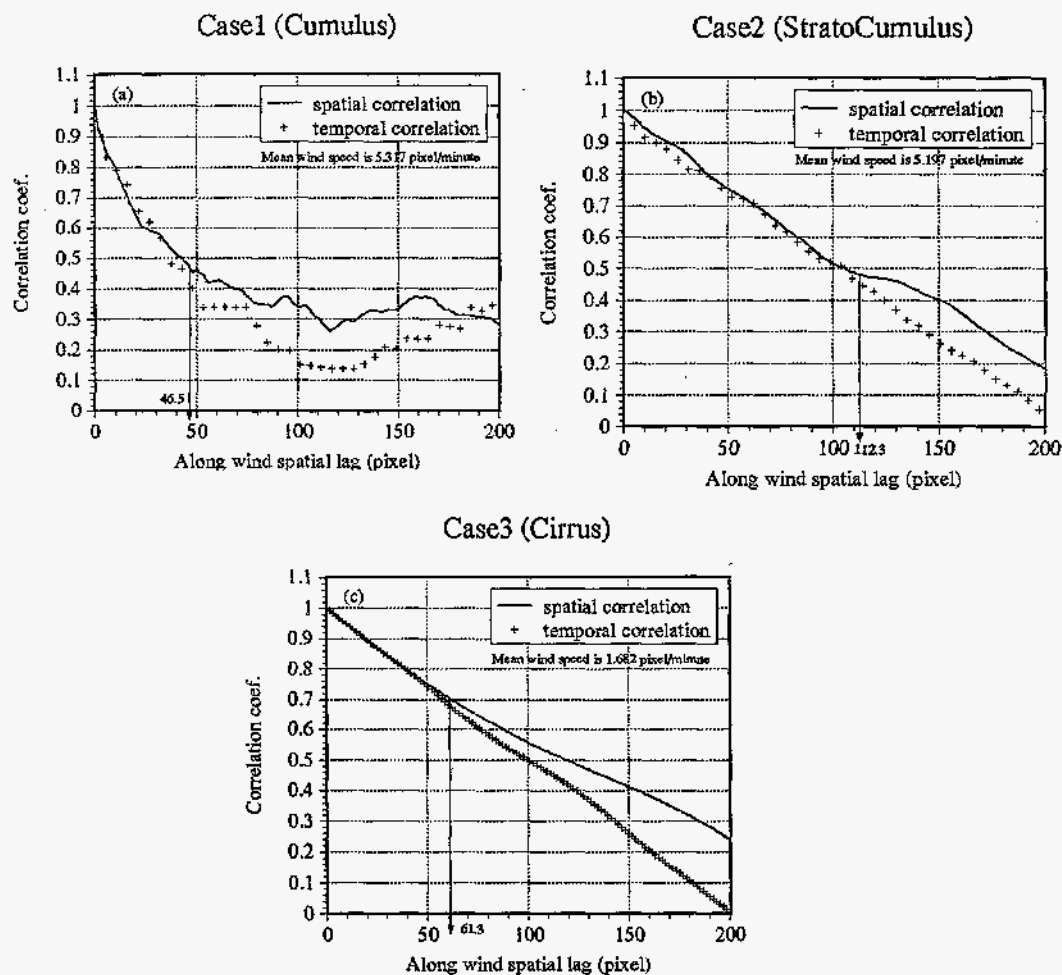 Case1 (Cumulus)
(a)
spatial correlation
temporal correlation
Mean wind speed is 5.317 pixel/minute
Correlation coef.
1.1
1
0.9
0.8
0.7
0.6
0.5
0.4
0.3
0.2
0.1
0
46.5
0 50 100 150 200
Along wind spatial lag (pixel)
Case2 (StratoCumulus)
(b)
spatial correlation
temporal correlation
Mean wind speed is 5.197 pixel/minute
Correlation coef.
1.1
1
0.9
0.8
0.7
0.6
0.5
0.4
0.3
0.2
0.1
0
0 50 100 150 200
112.3
Along wind spatial lag (pixel)
Case3 (Cirrus)
(c)
spatial correlation
temporal correlation
Mean wind speed is 1.682 pixel/minute
Correlation coef.
1.1
1
0.9
0.8
0.7
0.6
0.5
0.4
0.3
0.2
0.1
0
0 50 100 150 200
61.3
Along wind spatial lag (pixel)